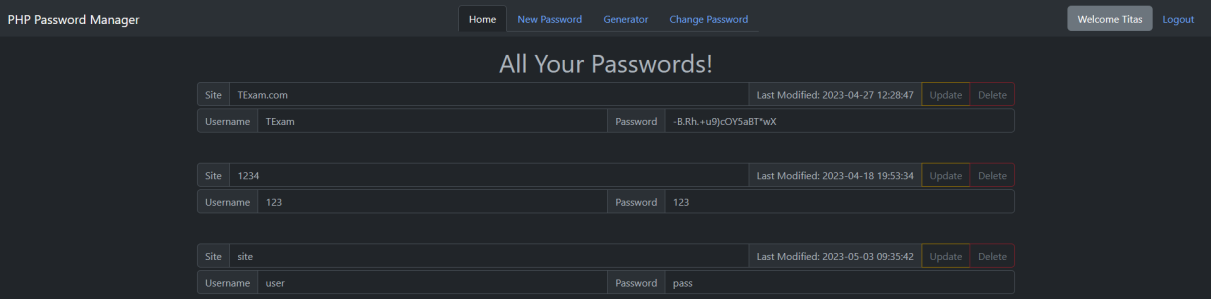 PHP Password Manager Home New Password Generator Change Password Welcome Titas Logout
All Your Passwords!
Site TExam.com Last Modified: 2023-04-27 12:28:47 Update Delete
Username TExam Password -B.Rh.+u9}cOY5aBT*wX
Site 1234 Last Modified: 2023-04-18 19:53:34 Update Delete
Username 123 Password 123
Site site Last Modified: 2023-05-03 09:35:42 Update Delete
Username user Password pass